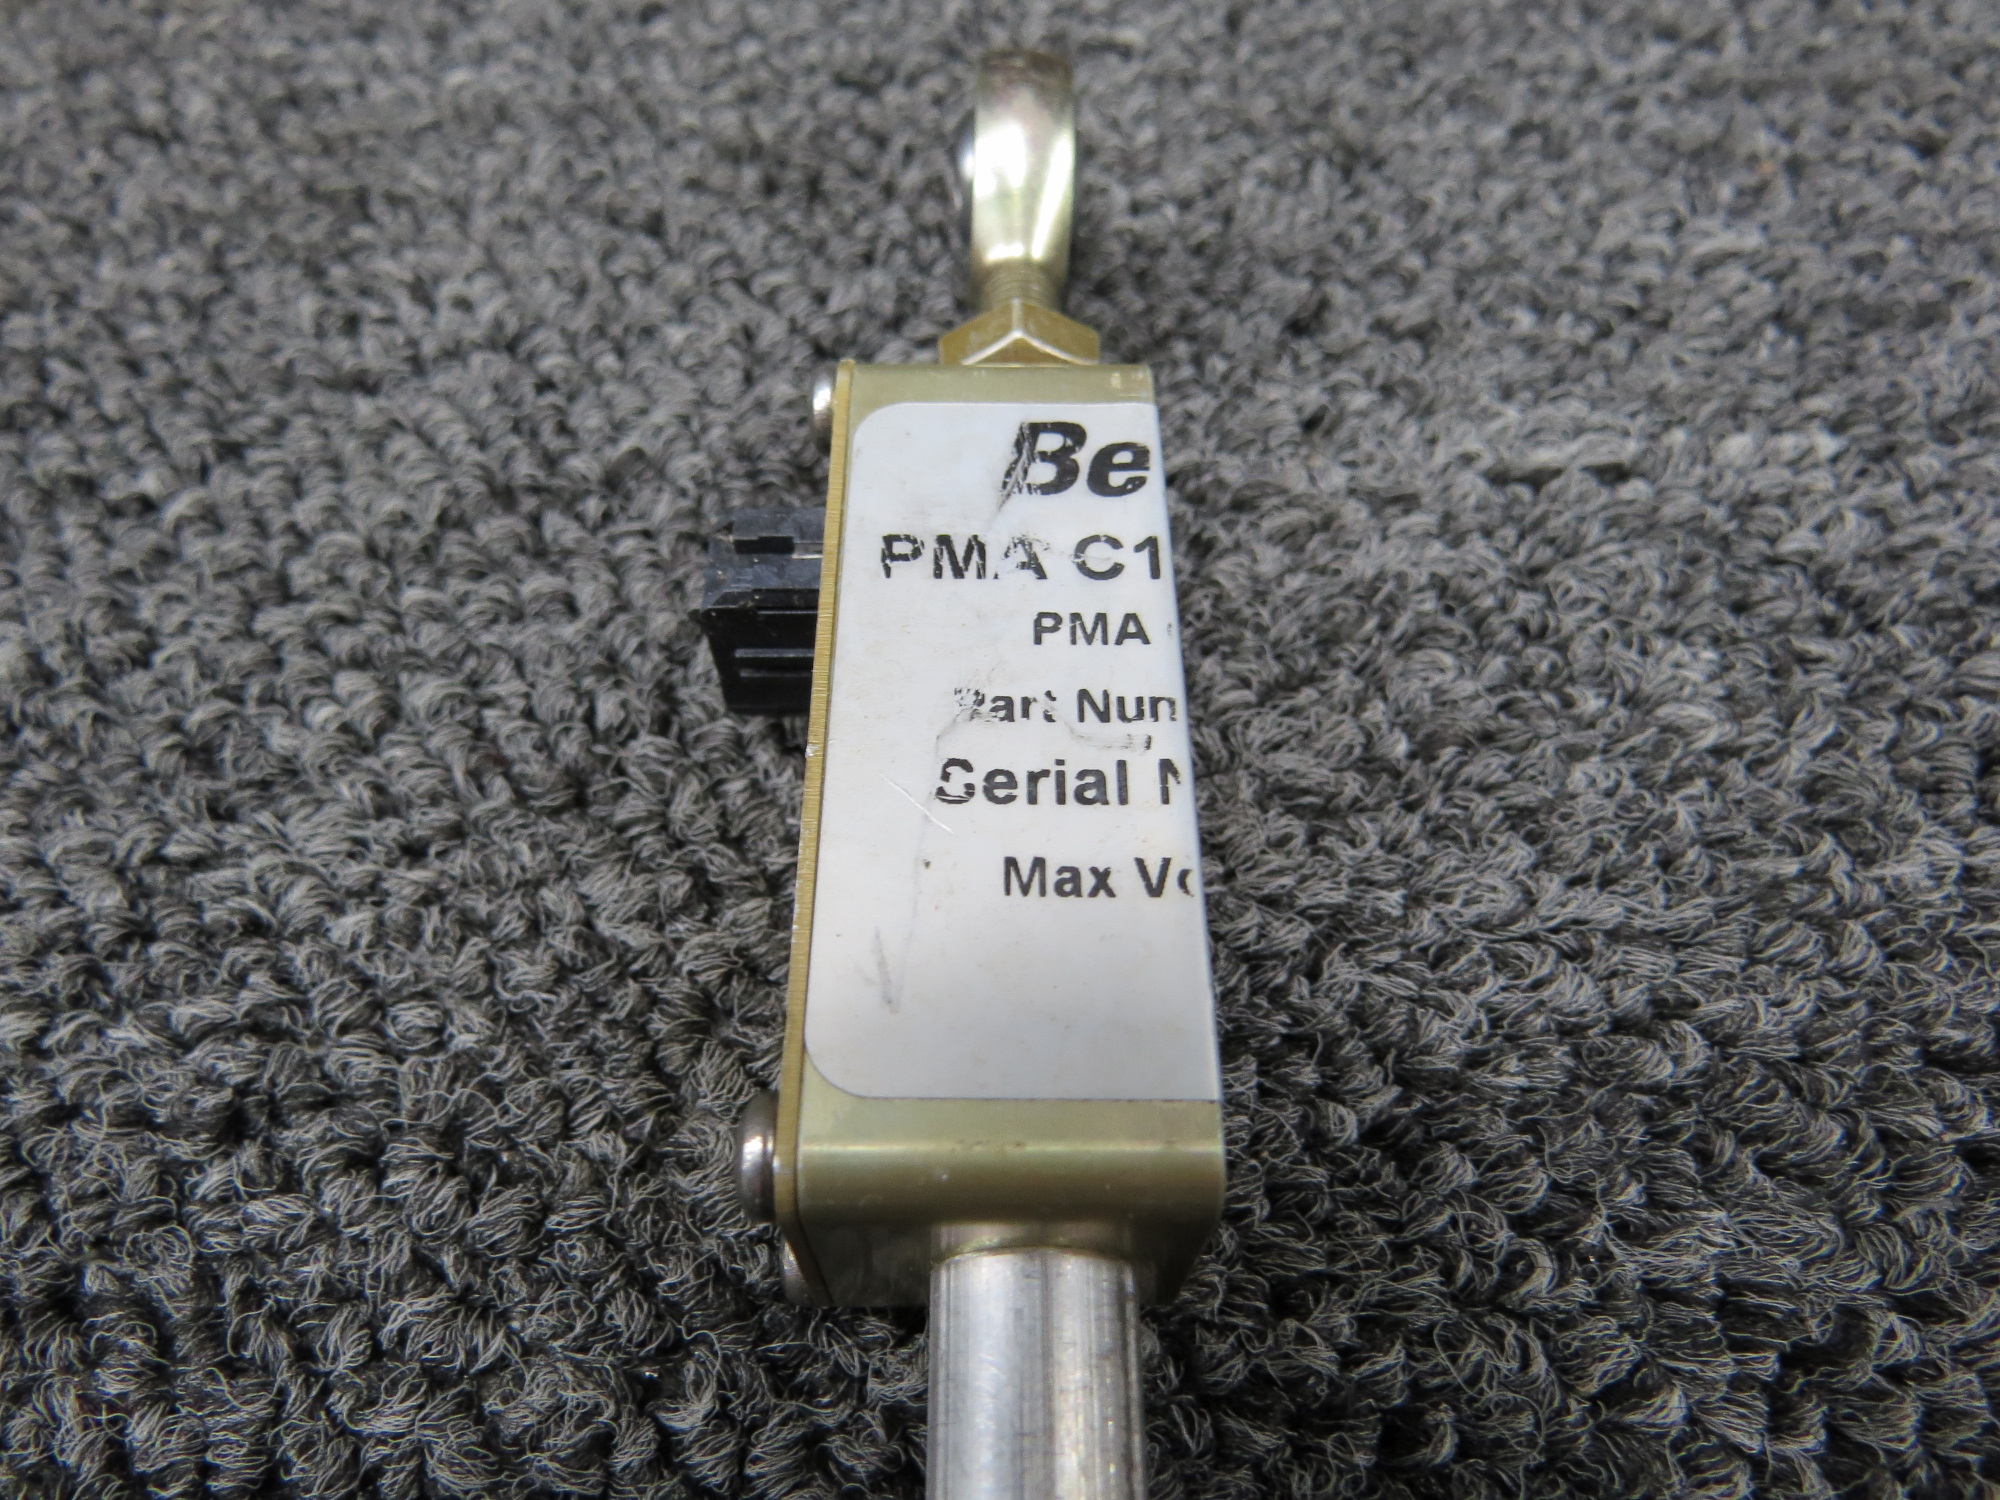 Be
PMA C1
PMA
Part Num
Serial N
Max Vo